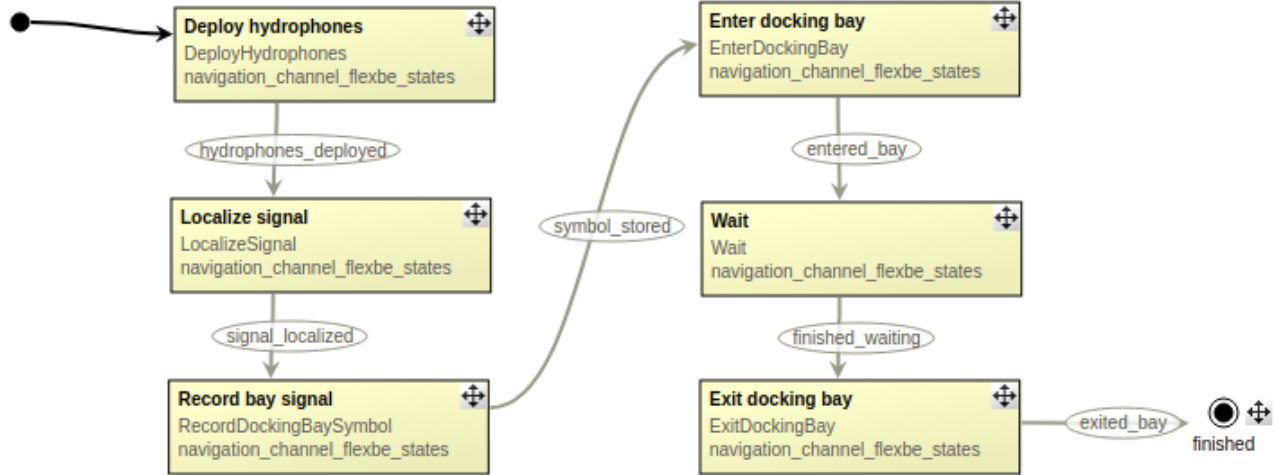 Deploy hydrophones
DeployHydrophones
navigation_channel_flexbe_states
hydrophones_deployed
Localize signal
LocalizeSignal
navigation_channel_flexbe_states
signal_localized
Record bay signal
RecordDockingBaySymbol
navigation_channel_flexbe_states
symbol_stored
Enter docking bay
EnterDockingBay
navigation_channel_flexbe_states
entered_bay
Wait
Wait
navigation_channel_flexbe_states
finished_waiting
Exit docking bay
ExitDockingBay
navigation_channel_flexbe_states
exited_bay
finished